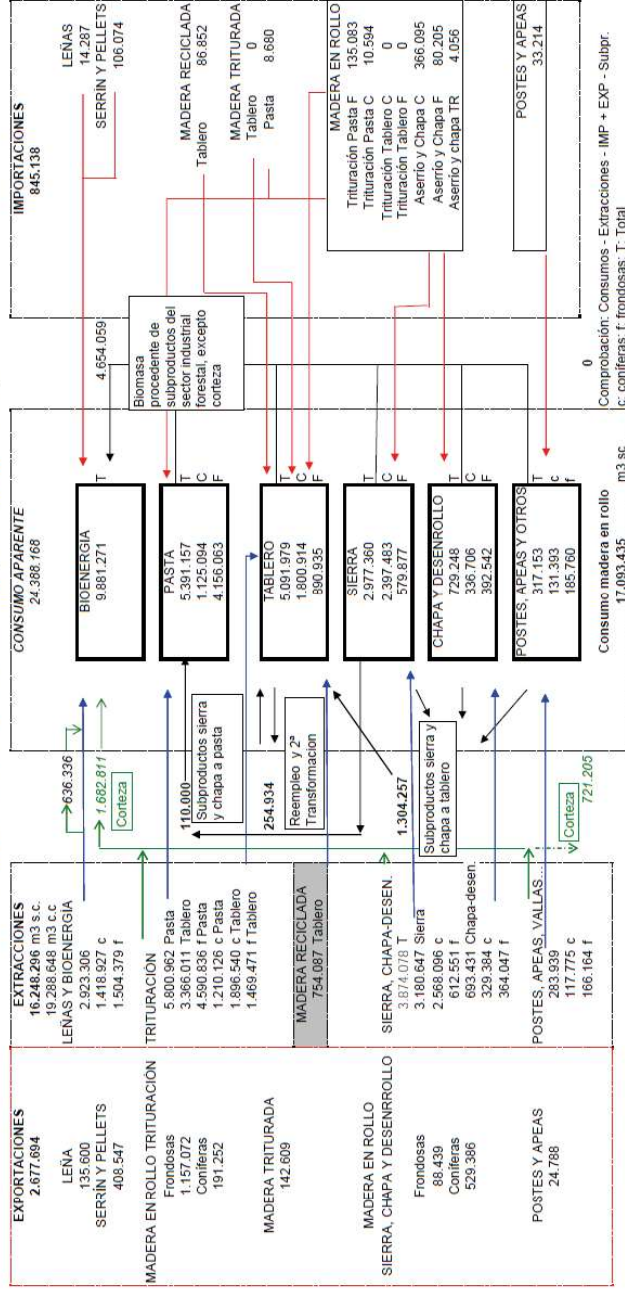 EXPORTACIONES
2.677.694
LEÑA
135.600
SERRÍN Y PELLETS
408.547
MADERA EN ROLLO TRITURACIÓN
Frondosas
1.157.072
Coníferas
191.252
MADERA TRITURADA
142.609
MADERA EN ROLLO
SIERRA, CHAPA Y DESENRROLLO
Frondosas
88.439
Coníferas
529.386
POSTES Y APEAS
24.788
EXTRACCIONES
16.248.296 m3 s.c.
19.288.648 m3 c.c
LEÑAS Y BIOENERGÍA
2.923.306
1.418.927 c
1.504.379 f
TRITURACIÓN
5.800.962 Pasta
3.366.011 Tablero
4.590.836 f Pasta
1.210.126 c Pasta
1.896.540 c Tablero
1.469.471 f Tablero
MADERA RECICLADA
754.087 Tablero
SIERRA, CHAPA-DESEN.
3.874.078 T
3.180.647 Sierra
2.568.096 c
612.551 f
693.431 Chapa-desen.
329.384 c
364.047 f
POSTES, APEAS, VALLAS...
283.939
117.775 c
166.164 f
636.336
1.682.811
Corteza
110.000
Subproductos sierra
y chapa a pasta
254.934
Reempleo y 2ª
Transformacion
1.304.257
Subproductos sierra y
chapa a tablero
Corteza
721.205
CONSUMO APARENTE
24.388.168
BIOENERGIA
9.881.271 T
PASTA
5.391.157 T
1.125.094 C
4.156.063 F
TABLERO
5.091.979 T
1.800.914 C
890.935 F
SIERRA
2.977.360 T
2.397.483 C
579.877 F
CHAPA Y DESENROLLO
729.248 T
336.706 C
392.542 F
POSTES, APEAS Y OTROS
317.153 T
131.393 c
185.760 f
Consumo madera en rollo
17.093.435 m3 sc
4.654.059
Biomasa
procedente de
subproductos del
sector industrial
forestal, excepto
corteza
IMPORTACIONES
845.138
LEÑAS
14.287
SERRÍN Y PELLETS
106.074
MADERA RECICLADA
Tablero 86.852
MADERA TRITURADA
Tablero 0
Pasta 8.680
MADERA EN ROLLO
Trituración Pasta F 135.083
Trituración Pasta C 10.594
Trituración Tablero C 0
Trituración Tablero F 0
Aserrío y Chapa C 366.095
Aserrío y Chapa F 80.205
Aserrío y chapa TR 4.056
POSTES Y APEAS
33.214
0
Comprobación: Consumos - Extracciones - IMP + EXP - Subpr.
c: coníferas; f: frondosas; T: Total